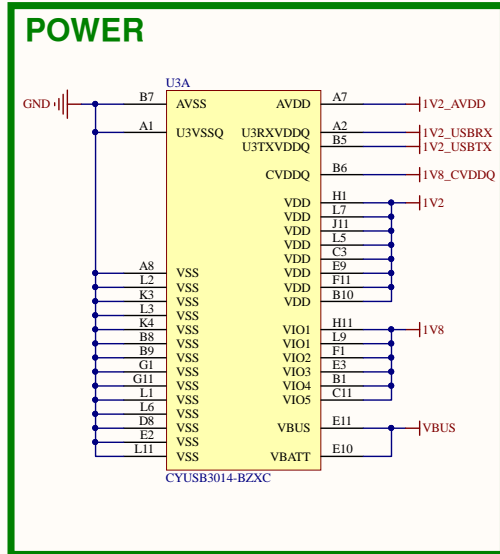 POWER
U3A
GND B7 AVSS AVDD A7 1V2_AVDD
A1 U3VSSQ U3RXVDDQ A2 1V2_USBRX
U3TXVDDQ B5 1V2_USBTX
CVDDQ B6 1V8_CVDDQ
VDD H1 1V2
VDD L7
VDD J11
VDD L5
VDD C3
A8 VSS VDD E9
L2 VSS VDD F11
K3 VSS VDD B10
L3 VSS
K4 VSS VIO1 H11 1V8
B8 VSS VIO1 L9
B9 VSS VIO2 F1
G1 VSS VIO3 E3
G11 VSS VIO4 B1
L1 VSS VIO5 C11
L6 VSS
D8 VSS VBUS E11 VBUS
E2 VSS
L11 VSS VBATT E10
CYUSB3014-BZXC